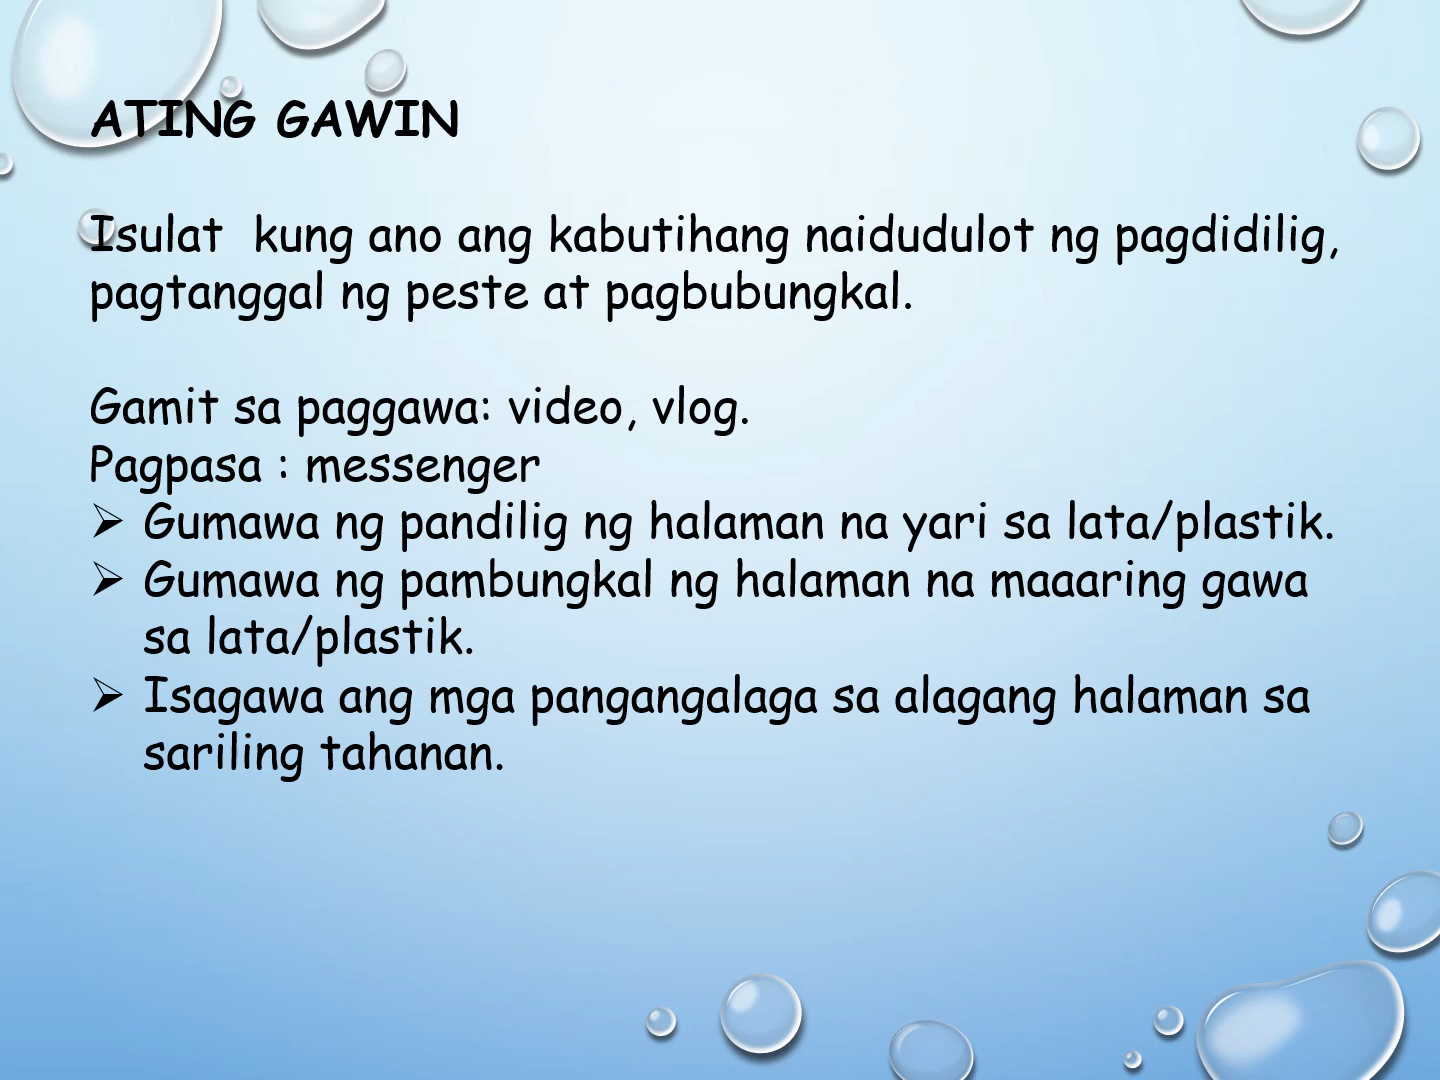 ATING GAWIN
Isulat  kung ano ang kabutihang naidudulot ng pagdidilig,
pagtanggal ng peste at pagbubungkal.
Gamit sa paggawa: video, vlog.
Pagpasa : messenger
➢ Gumawa ng pandilig ng halaman na yari sa lata/plastik.
➢ Gumawa ng pambungkal ng halaman na maaaring gawa
sa lata/plastik.
➢ Isagawa ang mga pangangalaga sa alagang halaman sa
sariling tahanan.